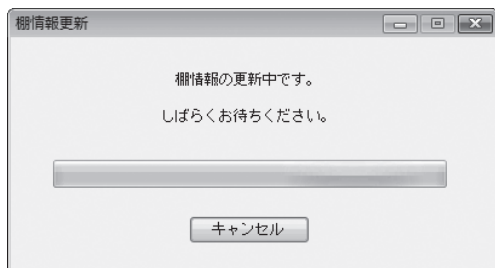 棚情報更新
棚情報の更新中です。
しばらくお待ちください。
キャンセル